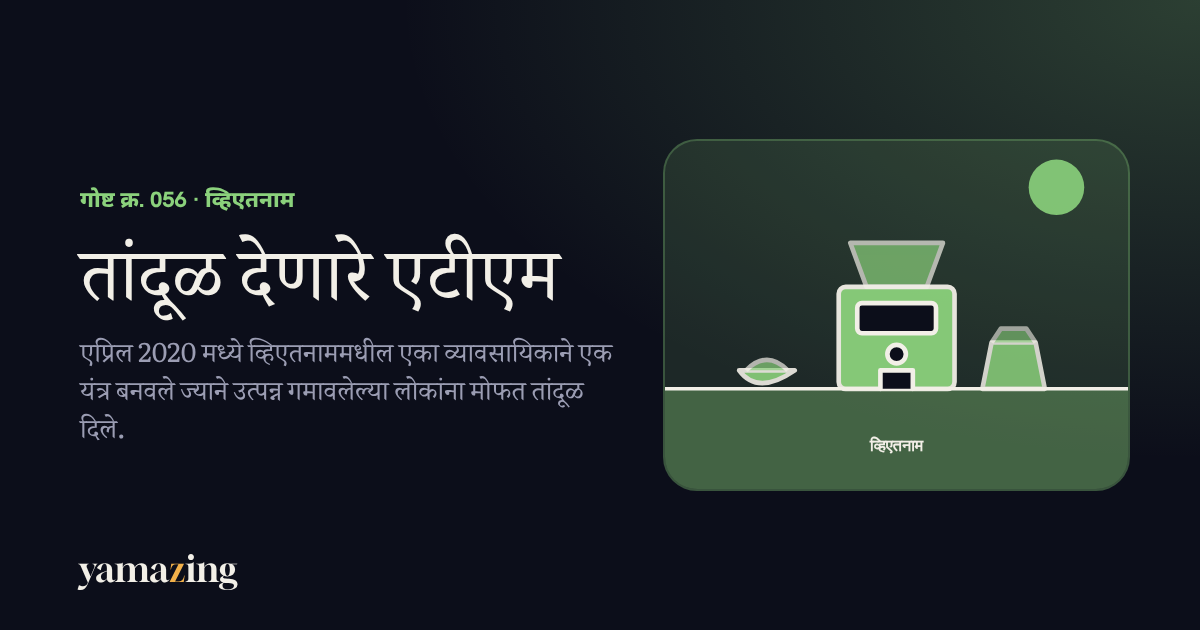 गोष्ट क्र. 056 · व्हिएतनाम
तांदूळ देणारे एटीएम
एप्रिल 2020 मध्ये व्हिएतनाममधील एका व्यावसायिकाने एक
यंत्र बनवले ज्याने उत्पन्न गमावलेल्या लोकांना मोफत तांदूळ
दिले.
व्हिएतनाम
yamazing